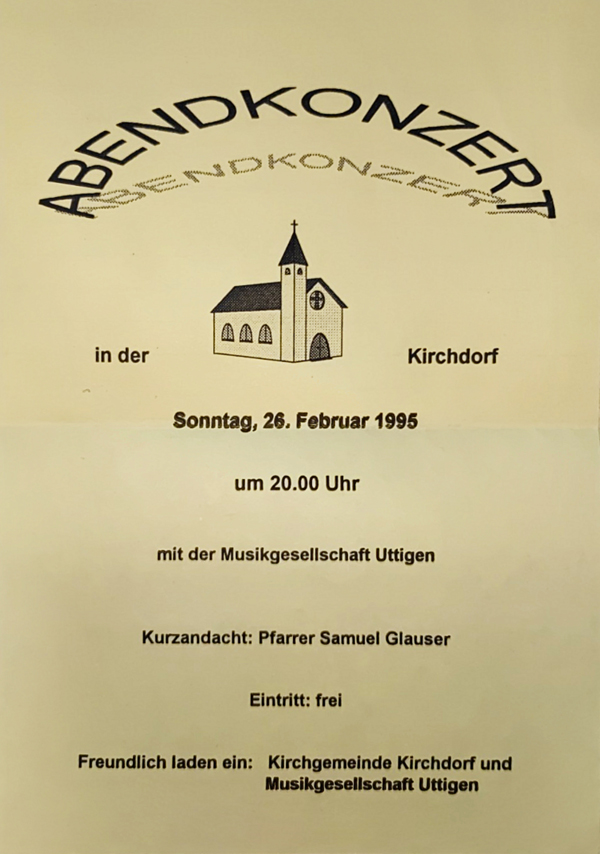 ABENDKONZERT
ABENDKONZERT
in der Kirchdorf
Sonntag, 26. Februar 1995
um 20.00 Uhr
mit der Musikgesellschaft Uttigen
Kurzandacht: Pfarrer Samuel Glauser
Eintritt: frei
Freundlich laden ein: Kirchgemeinde Kirchdorf und
Musikgesellschaft Uttigen